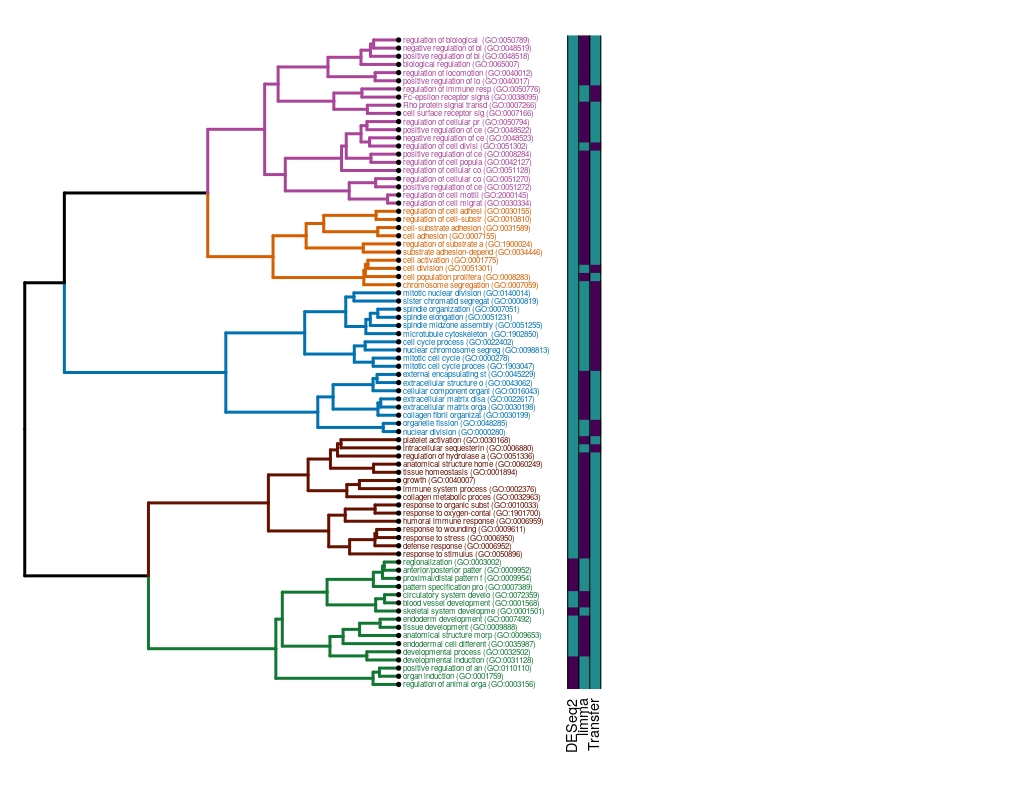 regulation of biological (GO:0050789)
negative regulation of bi (GO:0048519)
positive regulation of bi (GO:0048518)
biological regulation (GO:0065007)
regulation of locomotion (GO:0040012)
positive regulation of lo (GO:0040017)
regulation of immune resp (GO:0050776)
Fc-epsilon receptor signa (GO:0038095)
Rho protein signal transd (GO:0007266)
cell surface receptor sig (GO:0007166)
regulation of cellular pr (GO:0050794)
positive regulation of ce (GO:0048522)
negative regulation of ce (GO:0048523)
regulation of cell divisi (GO:0051302)
positive regulation of ce (GO:0008284)
regulation of cell popula (GO:0042127)
regulation of cellular co (GO:0051128)
regulation of cellular co (GO:0051270)
positive regulation of ce (GO:0051272)
regulation of cell motili (GO:2000145)
regulation of cell migrat (GO:0030334)
regulation of cell adhesi (GO:0030155)
regulation of cell-substr (GO:0010810)
cell-substrate adhesion (GO:0031589)
cell adhesion (GO:0007155)
regulation of substrate a (GO:1900024)
substrate adhesion-depend (GO:0034446)
cell activation (GO:0001775)
cell division (GO:0051301)
cell population prolifera (GO:0008283)
chromosome segregation (GO:0007059)
mitotic nuclear division (GO:0140014)
sister chromatid segregat (GO:0000819)
spindle organization (GO:0007051)
spindle elongation (GO:0051231)
spindle midzone assembly (GO:0051255)
microtubule cytoskeleton (GO:1902850)
cell cycle process (GO:0022402)
nuclear chromosome segreg (GO:0098813)
mitotic cell cycle (GO:0000278)
mitotic cell cycle proces (GO:1903047)
external encapsulating st (GO:0045229)
extracellular structure o (GO:0043062)
cellular component organi (GO:0016043)
extracellular matrix disa (GO:0022617)
extracellular matrix orga (GO:0030198)
collagen fibril organizat (GO:0030199)
organelle fission (GO:0048285)
nuclear division (GO:0000280)
platelet activation (GO:0030168)
intracellular sequesterin (GO:0006880)
regulation of hydrolase a (GO:0051336)
anatomical structure home (GO:0060249)
tissue homeostasis (GO:0001894)
growth (GO:0040007)
immune system process (GO:0002376)
collagen metabolic proces (GO:0032963)
response to organic subst (GO:0010033)
response to oxygen-contai (GO:1901700)
humoral immune response (GO:0006959)
response to wounding (GO:0009611)
response to stress (GO:0006950)
defense response (GO:0006952)
response to stimulus (GO:0050896)
regionalization (GO:0003002)
anterior/posterior patter (GO:0009952)
proximal/distal pattern f (GO:0009954)
pattern specification pro (GO:0007389)
circulatory system develo (GO:0072359)
blood vessel development (GO:0001568)
skeletal system developme (GO:0001501)
endoderm development (GO:0007492)
tissue development (GO:0009888)
anatomical structure morp (GO:0009653)
endodermal cell different (GO:0035987)
developmental process (GO:0032502)
developmental induction (GO:0031128)
positive regulation of an (GO:0110110)
organ induction (GO:0001759)
regulation of animal orga (GO:0003156)
DESeq2
limma
Transfer